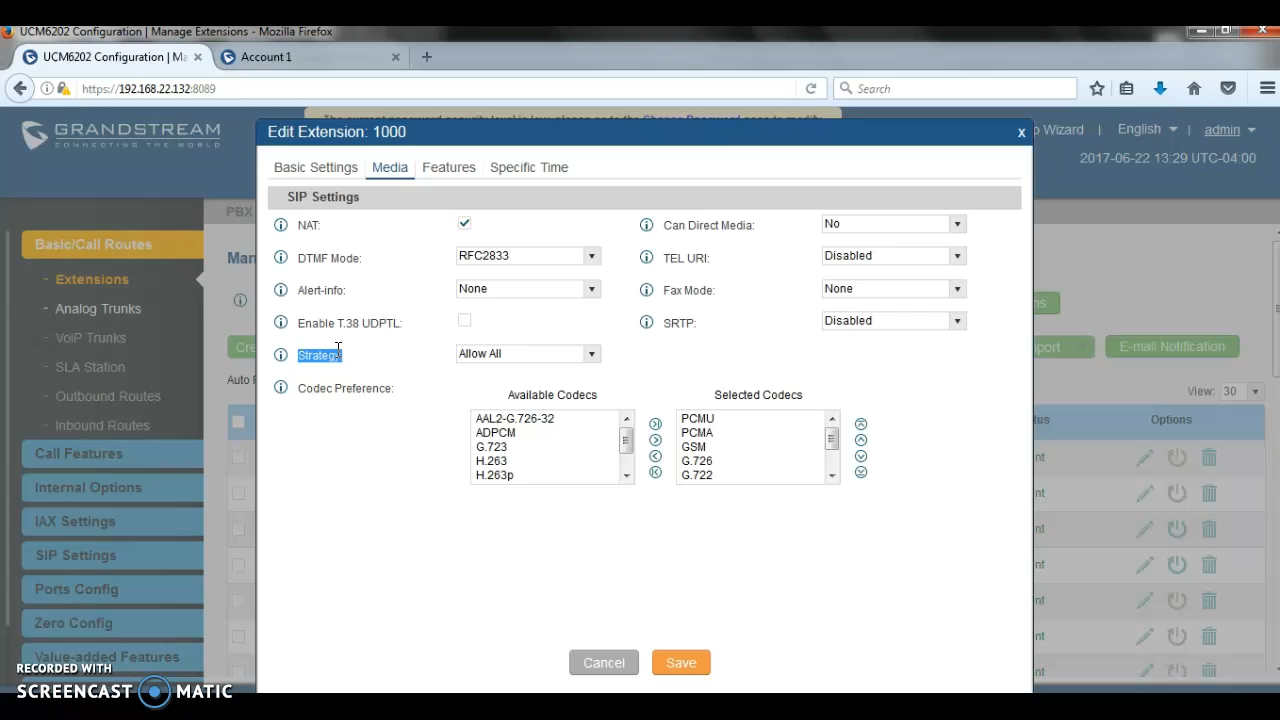 UCM6202 Configuration | Manage Extensions - Mozilla Firefox
UCM6202 Configuration | Ma
Account 1
https://192.168.22.132:8089
Search
GRANDSTREAM
CONNECTING THE WORLD
Wizard | English | admin
2017-06-22 13:29 UTC-04:00
PBX
Edit Extension: 1000
x
Basic Settings Media Features Specific Time
SIP Settings
NAT:
Can Direct Media: No
DTMF Mode: RFC2833
TEL URI: Disabled
Alert-info: None
Fax Mode: None
Enable T.38 UDPTL:
SRTP: Disabled
Strategy: Allow All
Codec Preference:
Available Codecs
Selected Codecs
AAL2-G.726-32
ADPCM
G.723
H.263
H.263p
PCMU
PCMA
GSM
G.726
G.722
Cancel
Save
Basic/Call Routes
- Extensions
- Analog Trunks
- VoIP Trunks
- SLA Station
- Outbound Routes
- Inbound Routes
Call Features
Internal Options
IAX Settings
SIP Settings
Ports Config
Zero Config
Value-added Features
E-mail Notification
View: 30
Options
RECORDED WITH
SCREENCAST MATIC